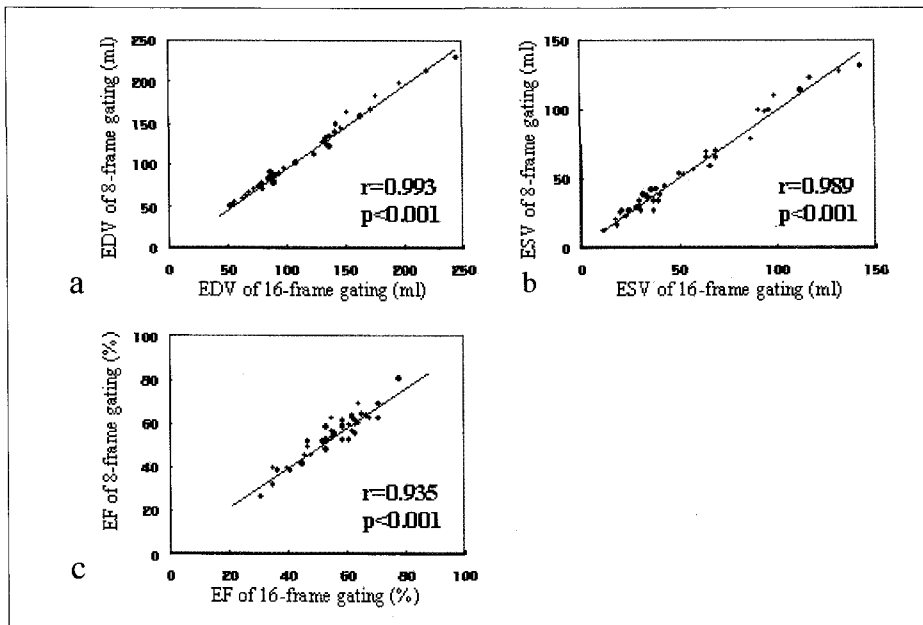 250
200
150
100
50
0
EDV of 8-frame gating (ml)
r=0.993
p<0.001
0 50 100 150 200 250
EDV of 16-frame gating (ml)
a
150
100
50
0
ESV of 8-frame gating (ml)
r=0.989
p<0.001
0 50 100 150
ESV of 16-frame gating (ml)
b
100
80
60
40
20
0
EF of 8-frame gating (%)
r=0.935
p<0.001
0 20 40 60 80 100
EF of 16-frame gating (%)
c